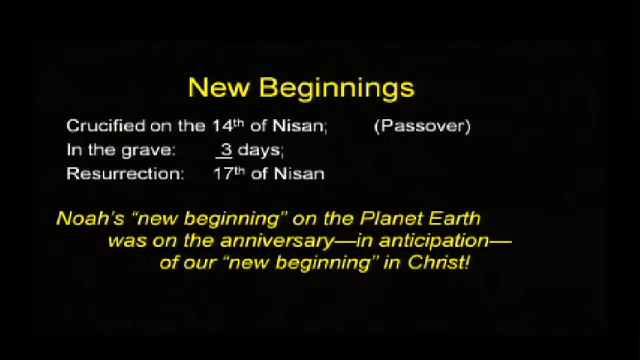 New Beginnings
Crucified on the 14th of Nisan; (Passover)
In the grave: 3 days;
Resurrection: 17th of Nisan
Noah's “new beginning” on the Planet Earth
was on the anniversary—in anticipation—
of our “new beginning” in Christ!